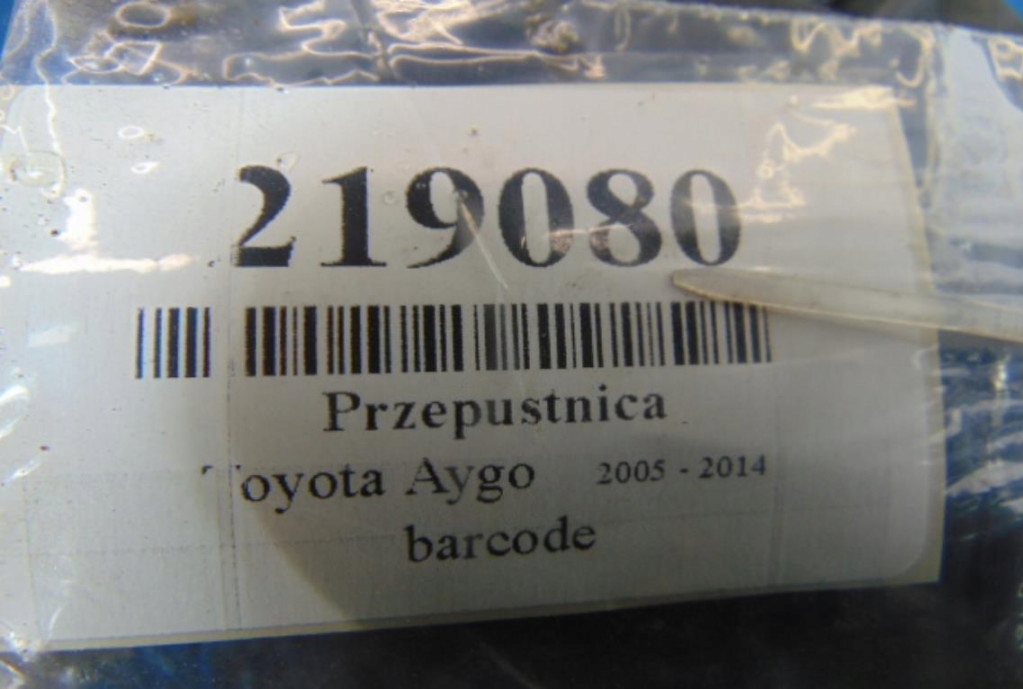 219080
Przepustnica
Toyota Aygo 2005 - 2014
barcode